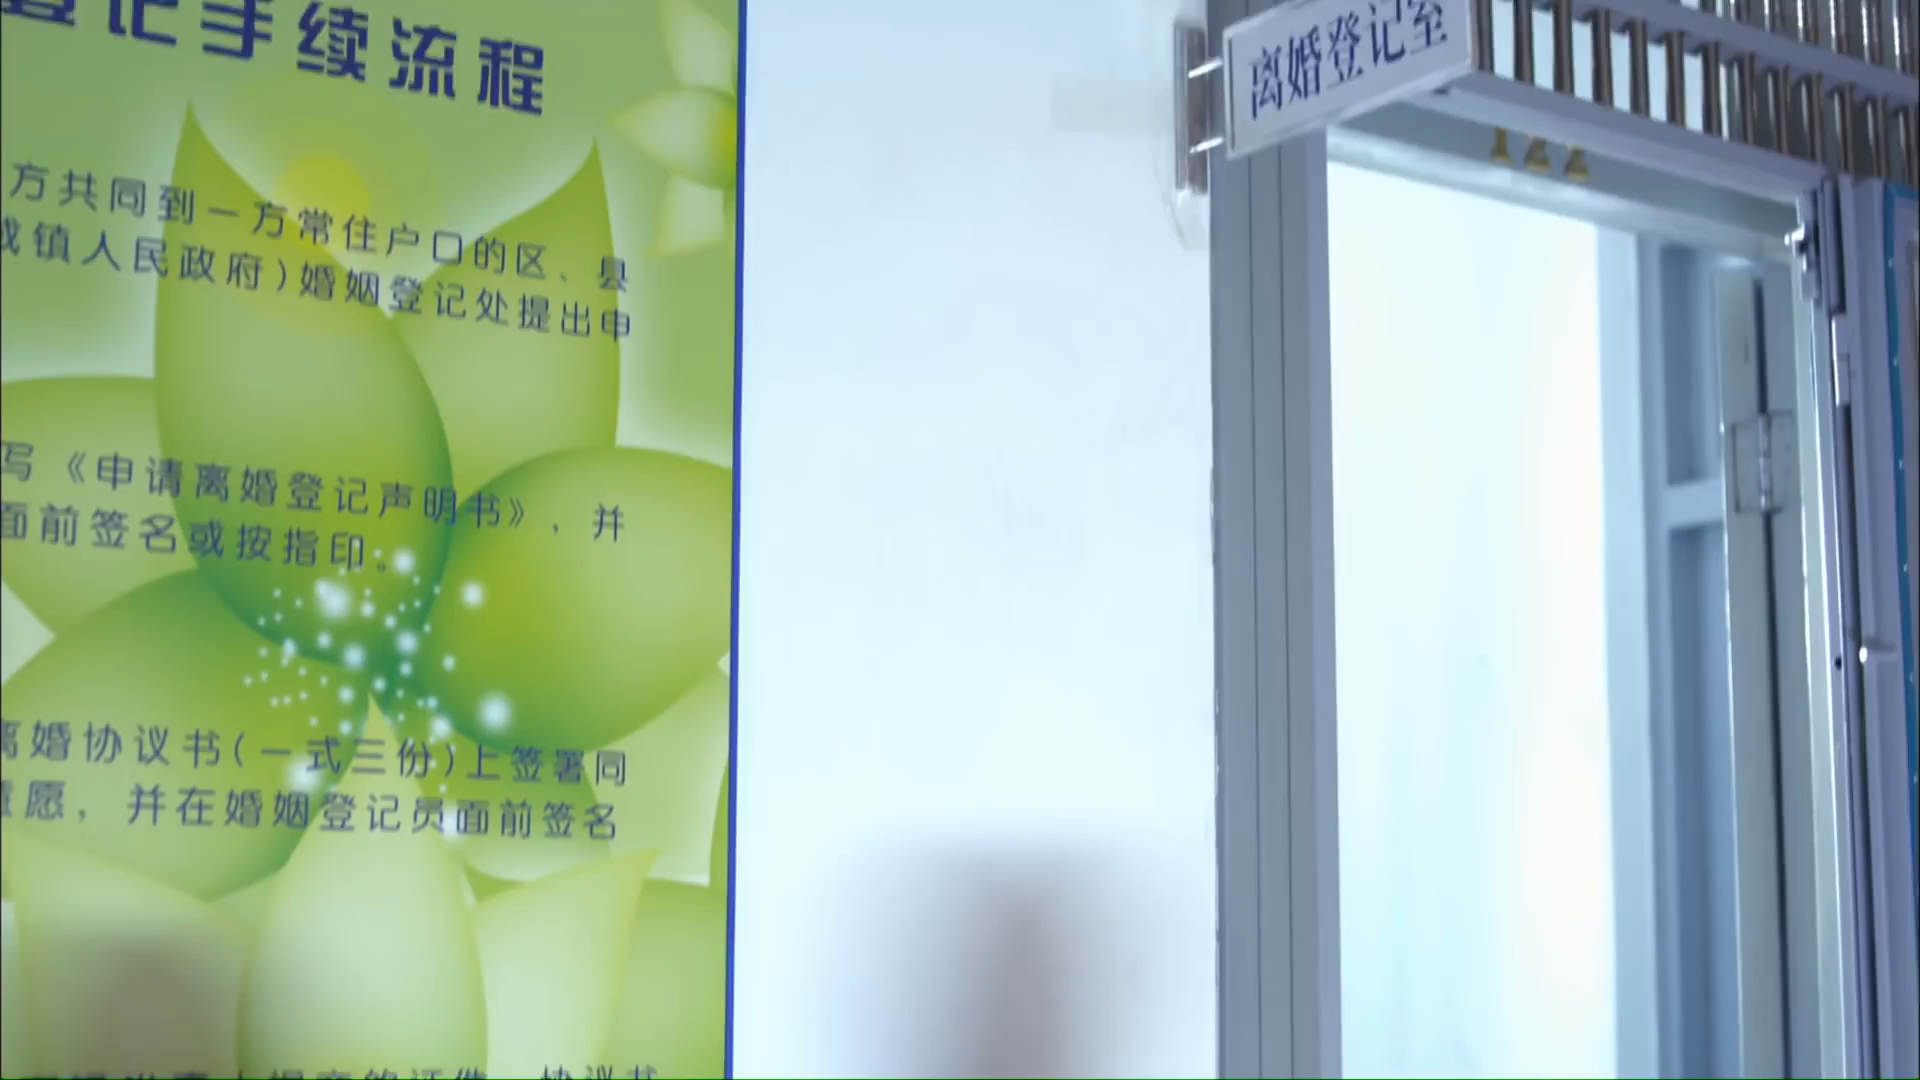 登记手续流程
方共同到一方常住户口的区、县
或镇人民政府)婚姻登记处提出申
写《申请离婚登记声明书》,并
面前签名或按指印。
离婚协议书(一式三份)上签署同
意愿,并在婚姻登记员面前签名
离婚登记室
122